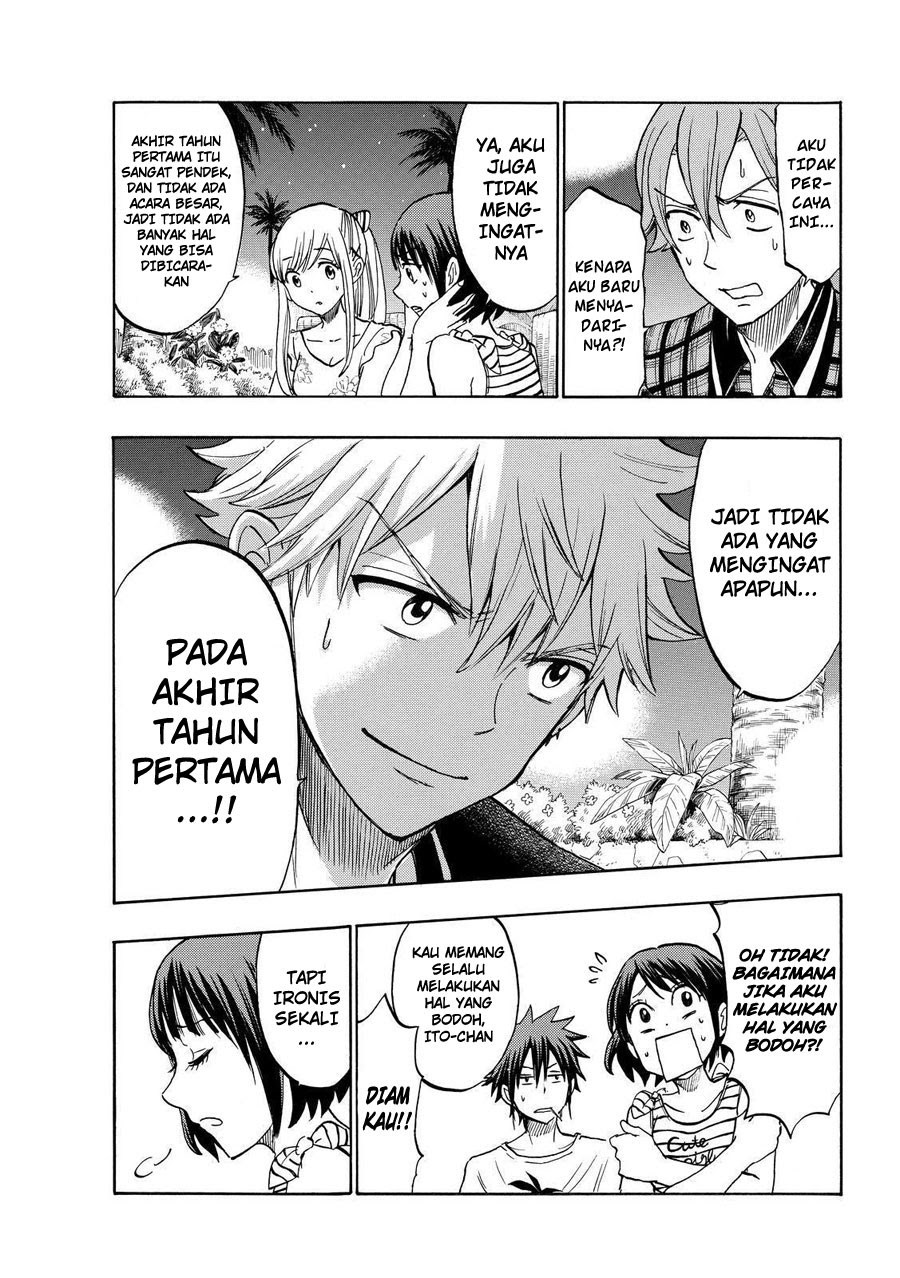 AKU
TIDAK
PER-
CAYA
INI...
KENAPA
AKU BARU
MENYA-
DARI-
NYA?!
YA, AKU
JUGA
TIDAK
MENG-
INGAT-
NYA
AKHIR TAHUN
PERTAMA ITU
SANGAT PENDEK,
DAN TIDAK ADA
ACARA BESAR,
JADI TIDAK ADA
BANYAK HAL
YANG BISA
DIBICARA-
KAN
JADI TIDAK
ADA YANG
MENGINGAT
APAPUN...
PADA
AKHIR
TAHUN
PERTAMA
...!!
OH TIDAK!
BAGAIMANA
JIKA AKU
MELAKUKAN
HAL YANG
BODOH?!
KAU MEMANG
SELALU
MELAKUKAN
HAL YANG
BODOH,
ITO-CHAN
DIAM
KAU!!
Cute
girl
TAPI
IRONIS
SEKALI
...